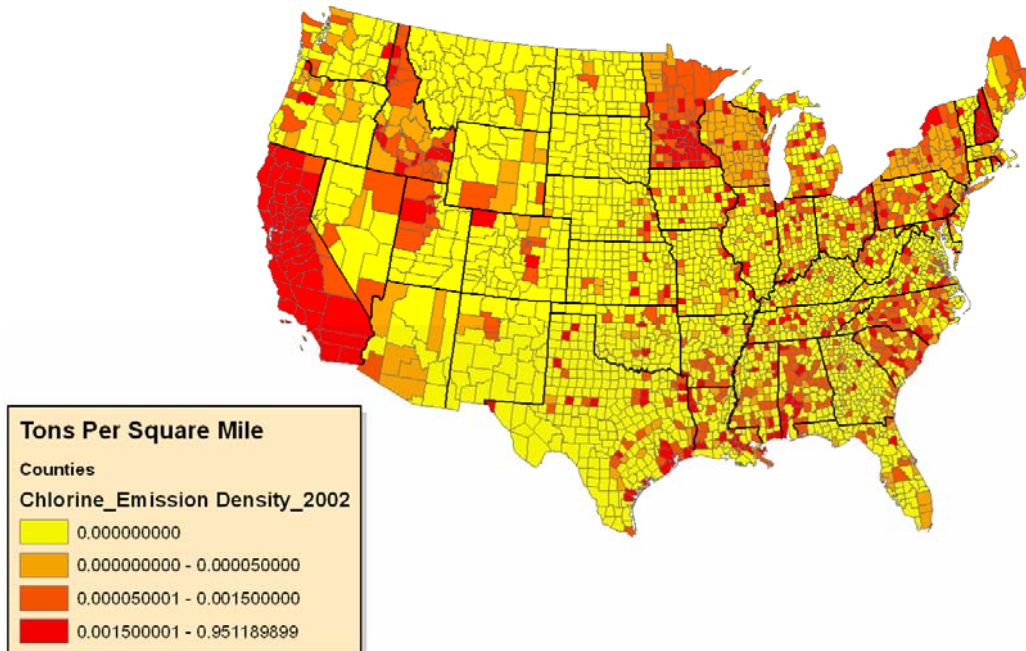 Tons Per Square Mile
Counties
Chlorine_Emission Density_2002
0.000000000
0.000000000 - 0.000050000
0.000050001 - 0.001500000
0.001500001 - 0.951189899